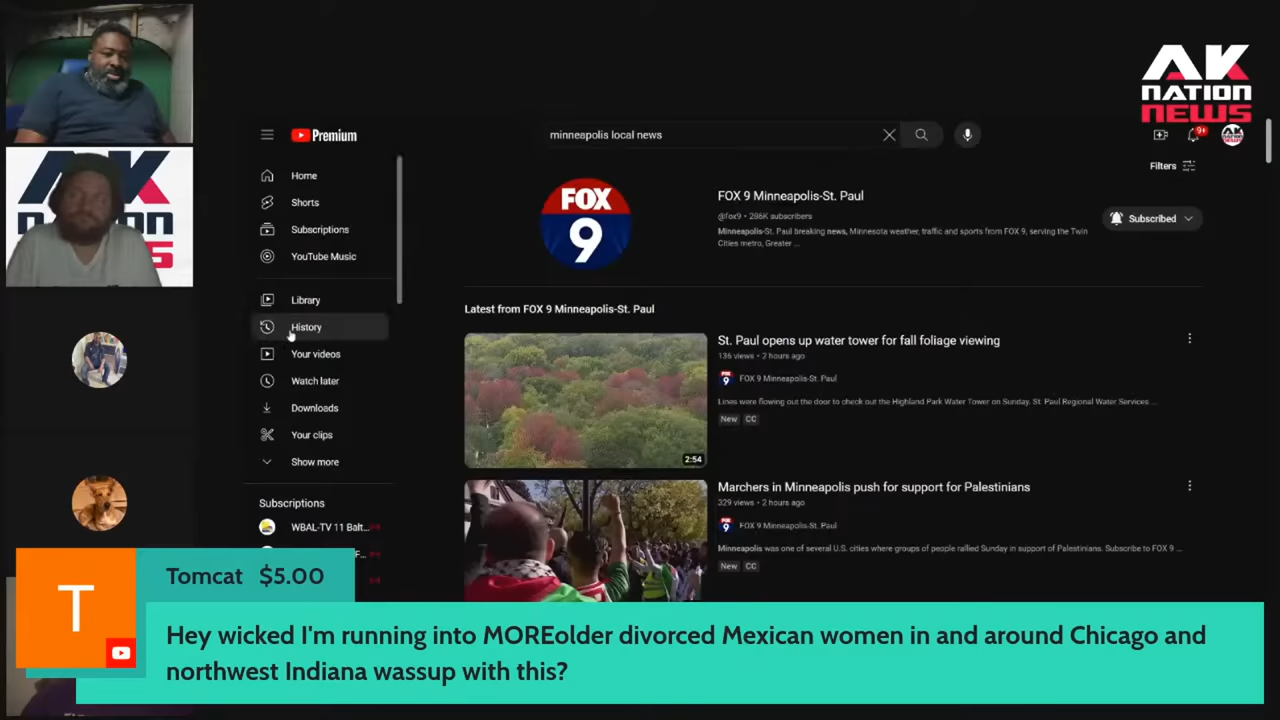 AK
NATION
NEWS
AK
NATION
NEWS
Premium
minneapolis local news
9+
Filters
Home
Shorts
Subscriptions
YouTube Music
Library
History
Your videos
Watch later
Downloads
Your clips
Show more
Subscriptions
WBAL-TV 11 Balt...
F...
FOX
9
FOX 9 Minneapolis-St. Paul
@fox9 • 286K subscribers
Minneapolis-St. Paul breaking news, Minnesota weather, traffic and sports from FOX 9, serving the Twin
Cities metro, Greater ...
Subscribed
Latest from FOX 9 Minneapolis-St. Paul
2:54
St. Paul opens up water tower for fall foliage viewing
136 views • 2 hours ago
FOX 9 Minneapolis-St. Paul
Lines were flowing out the door to check out the Highland Park Water Tower on Sunday. St. Paul Regional Water Services ...
New CC
Marchers in Minneapolis push for support for Palestinians
329 views • 2 hours ago
FOX 9 Minneapolis-St. Paul
Minneapolis was one of several U.S. cities where groups of people rallied Sunday in support of Palestinians. Subscribe to FOX 9 ...
New CC
T
Tomcat $5.00
Hey wicked I'm running into MOREolder divorced Mexican women in and around Chicago and
northwest Indiana wassup with this?